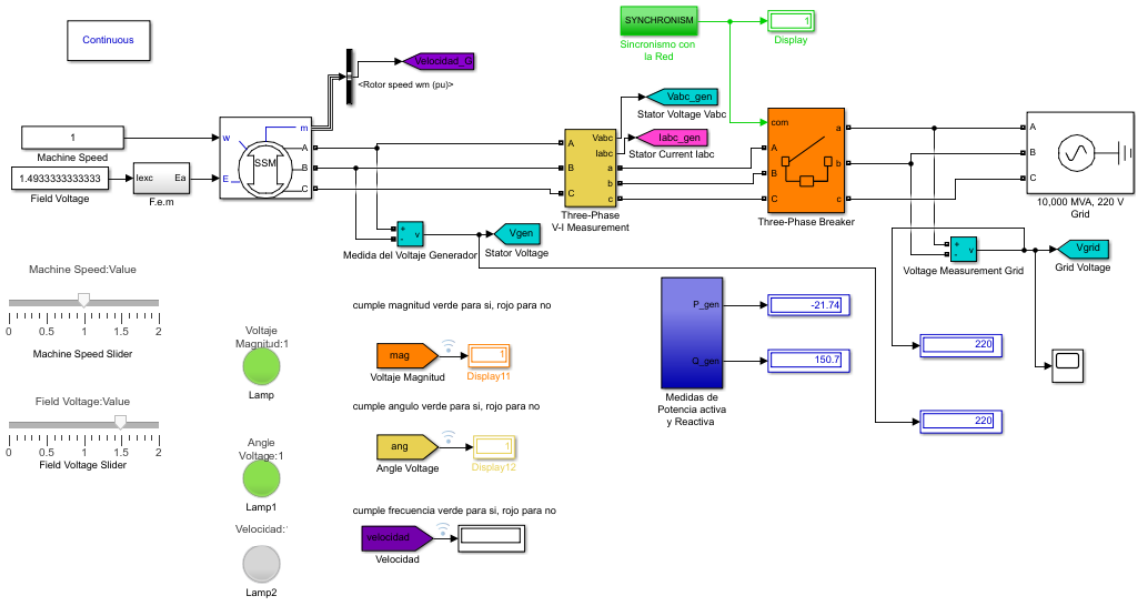 Continuous
SYNCHRONISM
1
Sincronismo con
la Red
Display
Velocidad_G
<Rotor speed wm (pu)>
Vabc_gen
Stator Voltage Vabc
Iabc_gen
Stator Current Iabc
1
Machine Speed
1.4933333333333
Field Voltage
Iexc
Ea
F.e.m
w
E
SSM
m
A
B
C
A
B
C
Vabc
Iabc
a
b
c
Three-Phase
V-I Measurement
com
A
B
C
a
b
c
Three-Phase Breaker
A
B
C
10,000 MVA, 220 V
Grid
+
-
v
Medida del Voltaje Generador
Vgen
Stator Voltage
+
-
v
Voltage Measurement Grid
Vgrid
Grid Voltage
Machine Speed:Value
0
0.5
1
1.5
2
Machine Speed Slider
Field Voltage:Value
0
0.5
1
1.5
2
Field Voltage Slider
Voltaje
Magnitud:1
Lamp
Angle
Voltage:1
Lamp1
Velocidad:
Lamp2
cumple magnitud verde para si, rojo para no
mag
Voltaje Magnitud
1
Display11
cumple angulo verde para si, rojo para no
ang
Angle Voltage
1
Display12
cumple frecuencia verde para si, rojo para no
velocidad
Velocidad
P_gen
Q_gen
Medidas de
Potencia activa
y Reactiva
-21.74
150.7
220
220